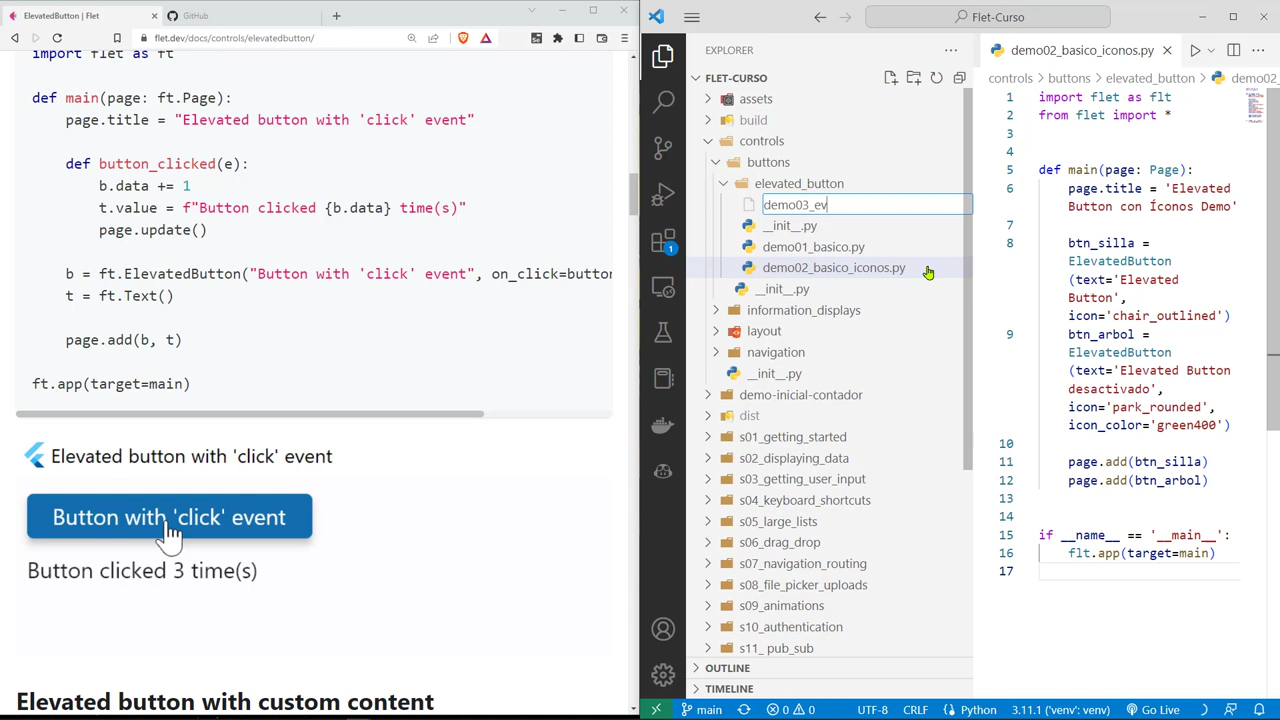 ElevatedButton | Flet
GitHub
flet.dev/docs/controls/elevatedbutton/
import flet as ft
def main(page: ft.Page):
page.title = "Elevated button with 'click' event"
def button_clicked(e):
b.data += 1
t.value = f"Button clicked {b.data} time(s)"
page.update()
b = ft.ElevatedButton("Button with 'click' event", on_click=button
t = ft.Text()
page.add(b, t)
ft.app(target=main)
Elevated button with 'click' event
Button with 'click' event
Button clicked 3 time(s)
Elevated button with custom content
Flet-Curso
EXPLORER
FLET-CURSO
assets
build
controls
buttons
elevated_button
demo03_ev
__init__.py
demo01_basico.py
demo02_basico_iconos.py
__init__.py
information_displays
layout
navigation
__init__.py
demo-inicial-contador
dist
s01_getting_started
s02_displaying_data
s03_getting_user_input
s04_keyboard_shortcuts
s05_large_lists
s06_drag_drop
s07_navigation_routing
s08_file_picker_uploads
s09_animations
s10_authentication
s11_ pub_sub
OUTLINE
TIMELINE
1
demo02_basico_iconos.py
controls > buttons > elevated_button > demo02_
1 import flet as flt
2 from flet import *
3
4
5 def main(page: Page):
6 page.title = 'Elevated
Button con Íconos Demo'
7
8 btn_silla =
ElevatedButton
(text='Elevated
Button',
icon='chair_outlined')
9 btn_arbol =
ElevatedButton
(text='Elevated Button
desactivado',
icon='park_rounded',
icon_color='green400')
10
11 page.add(btn_silla)
12 page.add(btn_arbol)
13
14
15 if __name__ == '__main__':
16 flt.app(target=main)
17
main 0 0 UTF-8 CRLF Python 3.11.1 ('venv': venv) Go Live